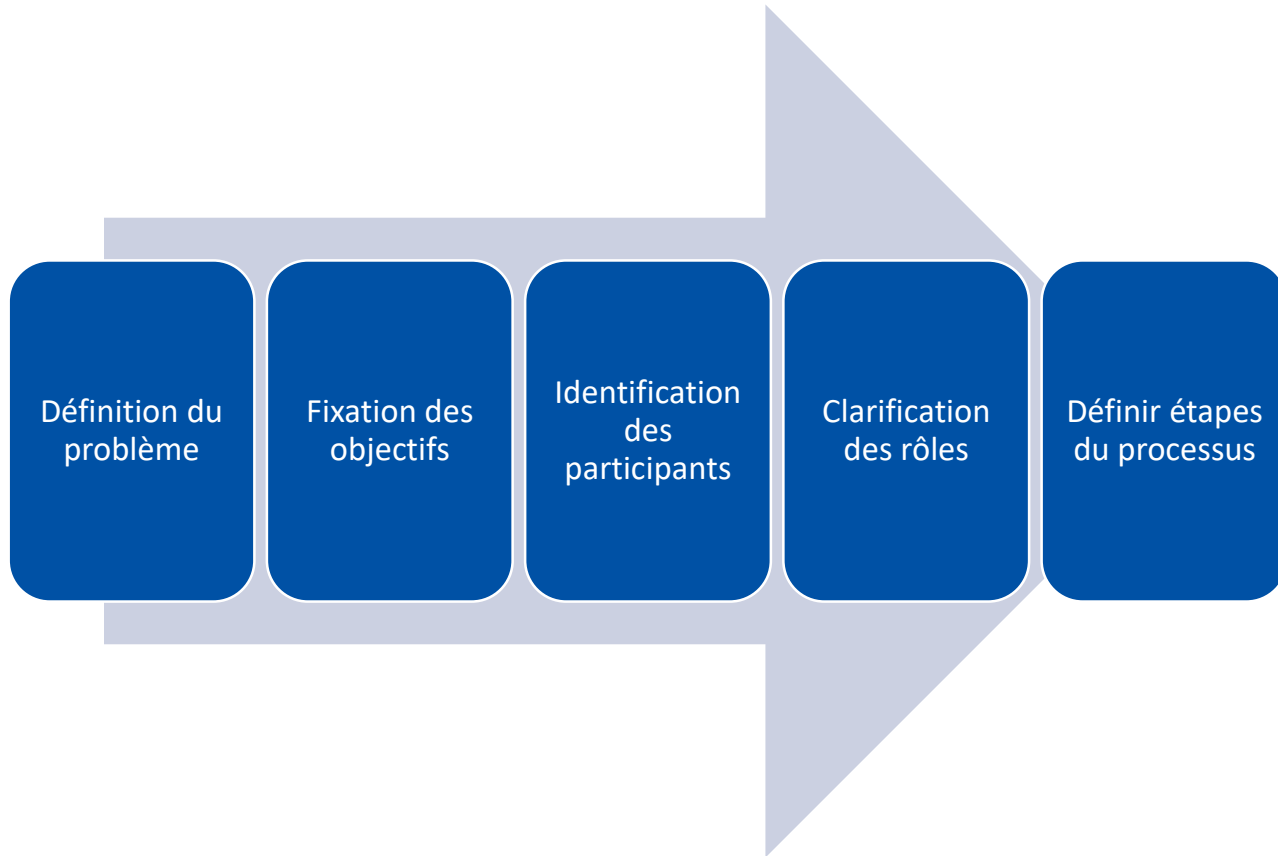 Définition du
problème
Fixation des
objectifs
Identification
des
participants
Clarification
des rôles
Définir étapes
du processus